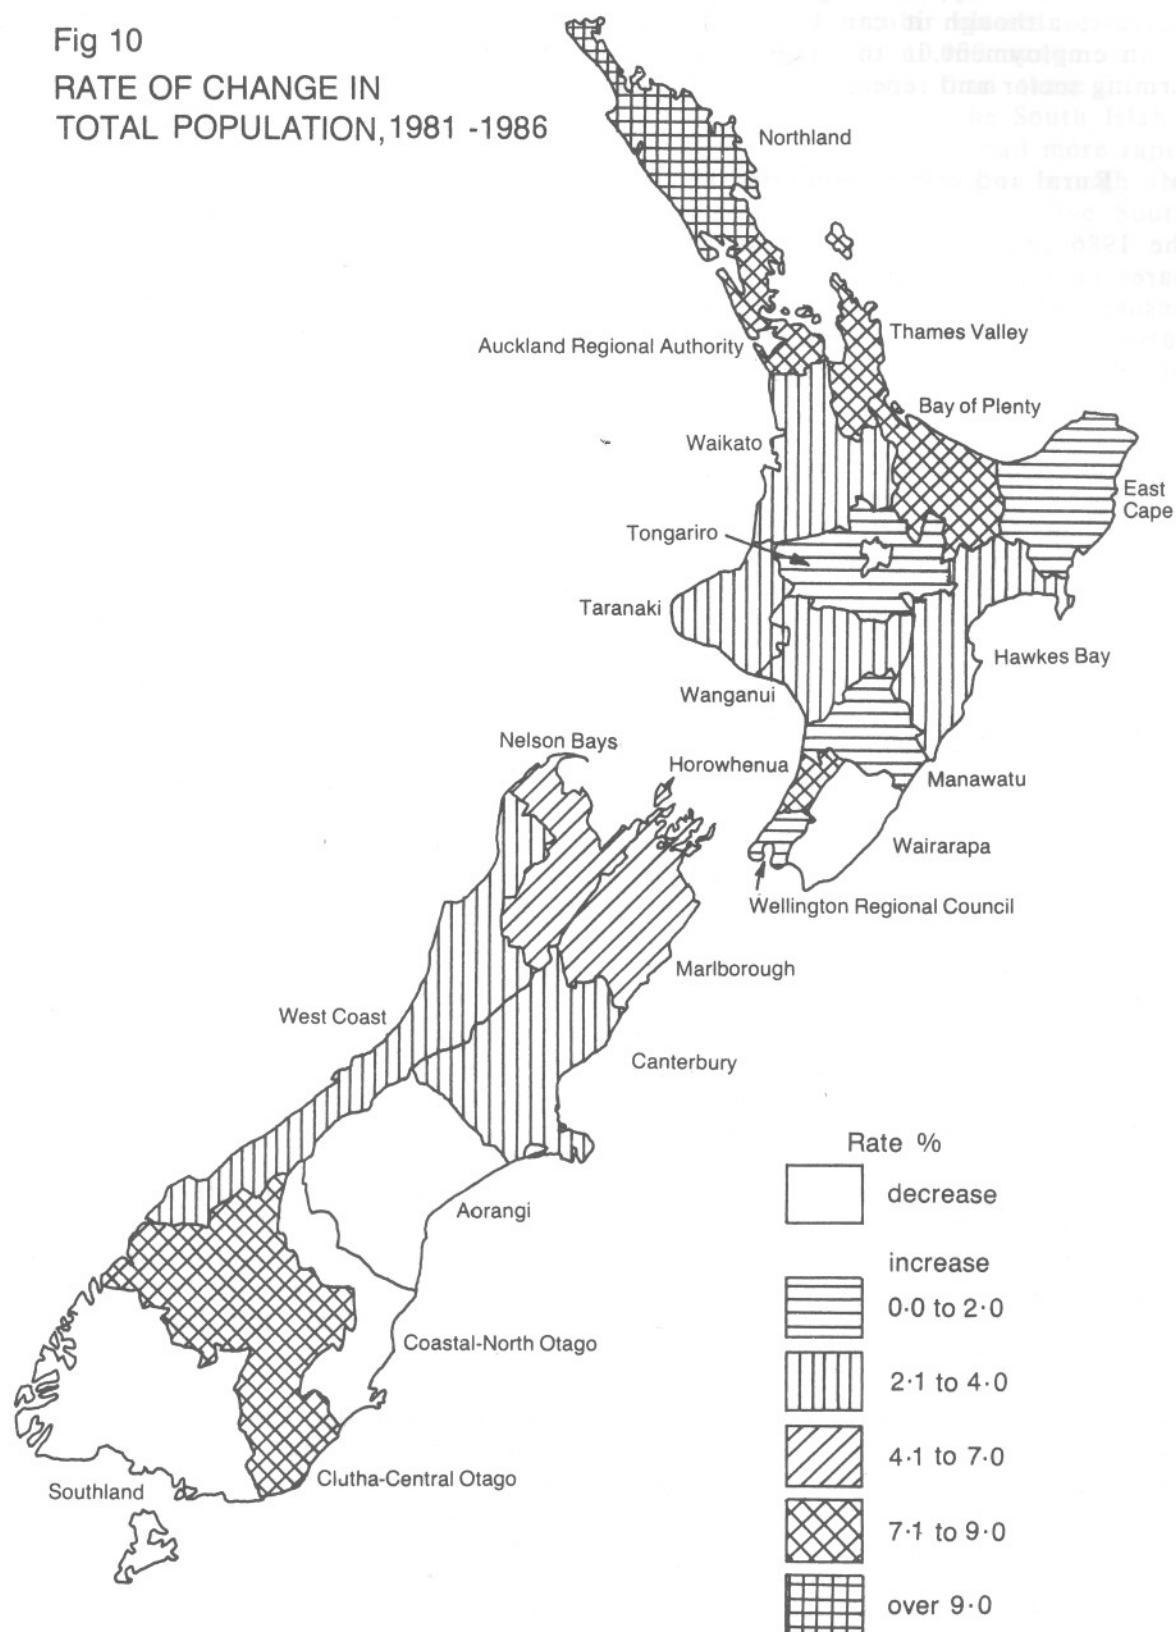 Fig 10
RATE OF CHANGE IN
TOTAL POPULATION, 1981 -1986
Northland
Auckland Regional Authority
Thames Valley
Bay of Plenty
Waikato
East
Cape
Tongariro
Taranaki
Hawkes Bay
Wanganui
Nelson Bays
Horowhenua
Manawatu
Wairarapa
Wellington Regional Council
Marlborough
West Coast
Canterbury
Aorangi
Coastal-North Otago
Clutha-Central Otago
Southland
Rate %
decrease
increase
0·0 to 2·0
2·1 to 4·0
4·1 to 7·0
7·1 to 9·0
over 9·0